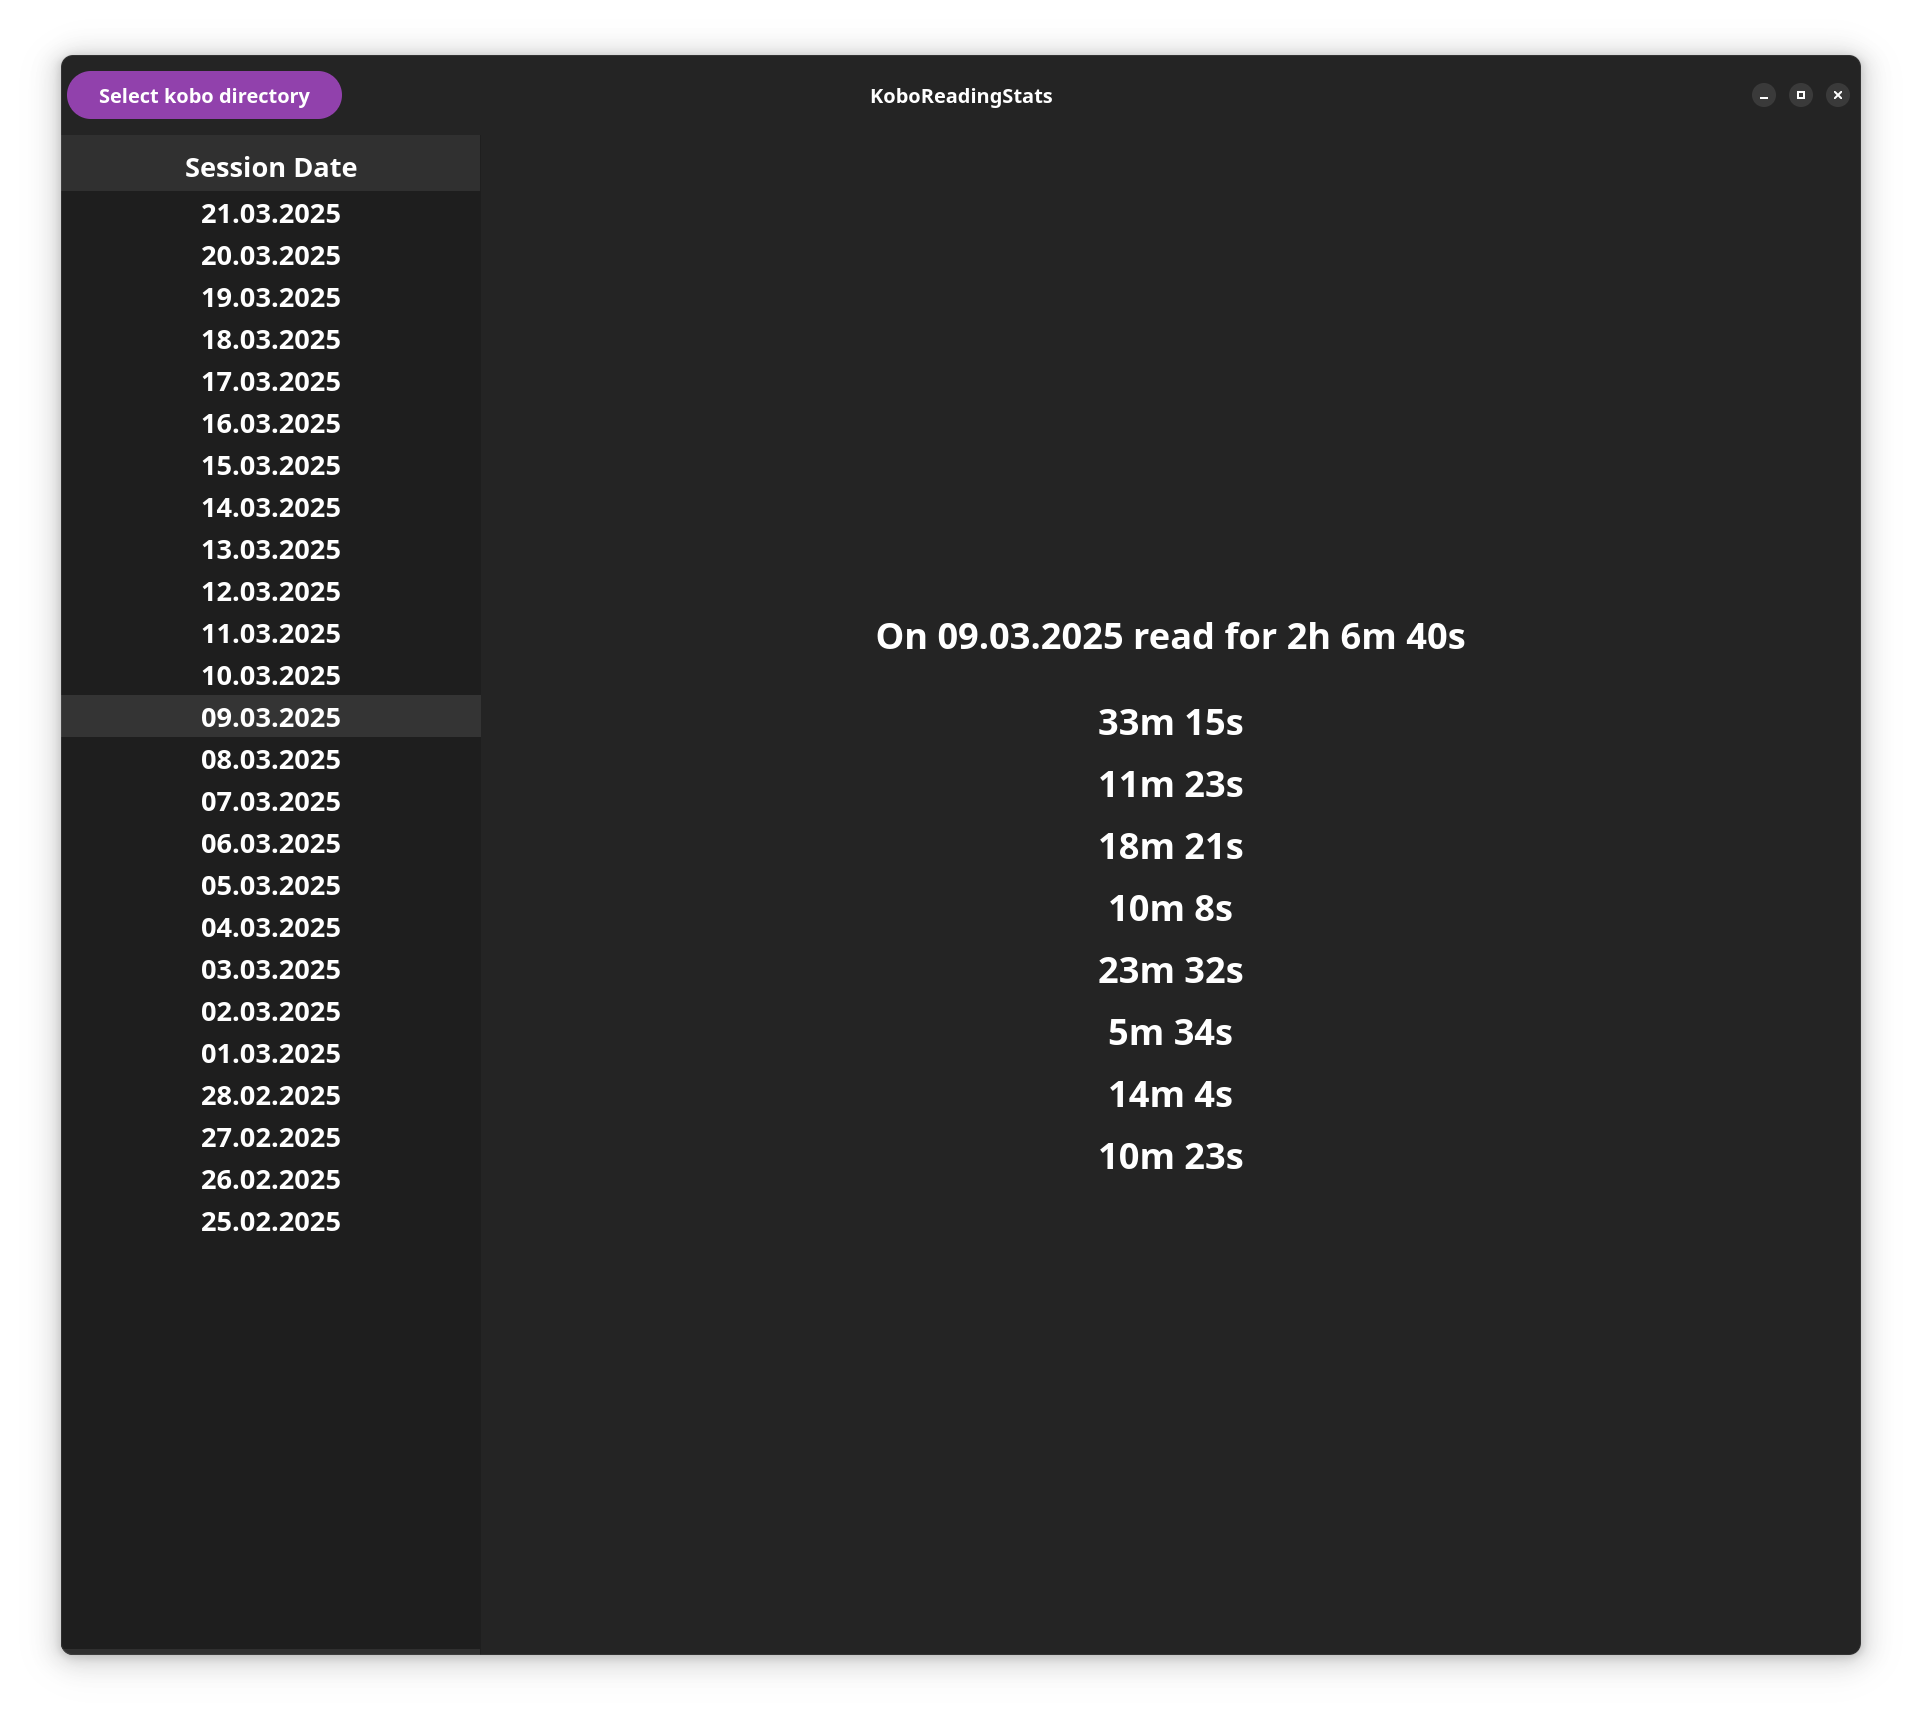 Select kobo directory
KoboReadingStats
Session Date
21.03.2025
20.03.2025
19.03.2025
18.03.2025
17.03.2025
16.03.2025
15.03.2025
14.03.2025
13.03.2025
12.03.2025
11.03.2025
10.03.2025
09.03.2025
08.03.2025
07.03.2025
06.03.2025
05.03.2025
04.03.2025
03.03.2025
02.03.2025
01.03.2025
28.02.2025
27.02.2025
26.02.2025
25.02.2025
On 09.03.2025 read for 2h 6m 40s
33m 15s
11m 23s
18m 21s
10m 8s
23m 32s
5m 34s
14m 4s
10m 23s